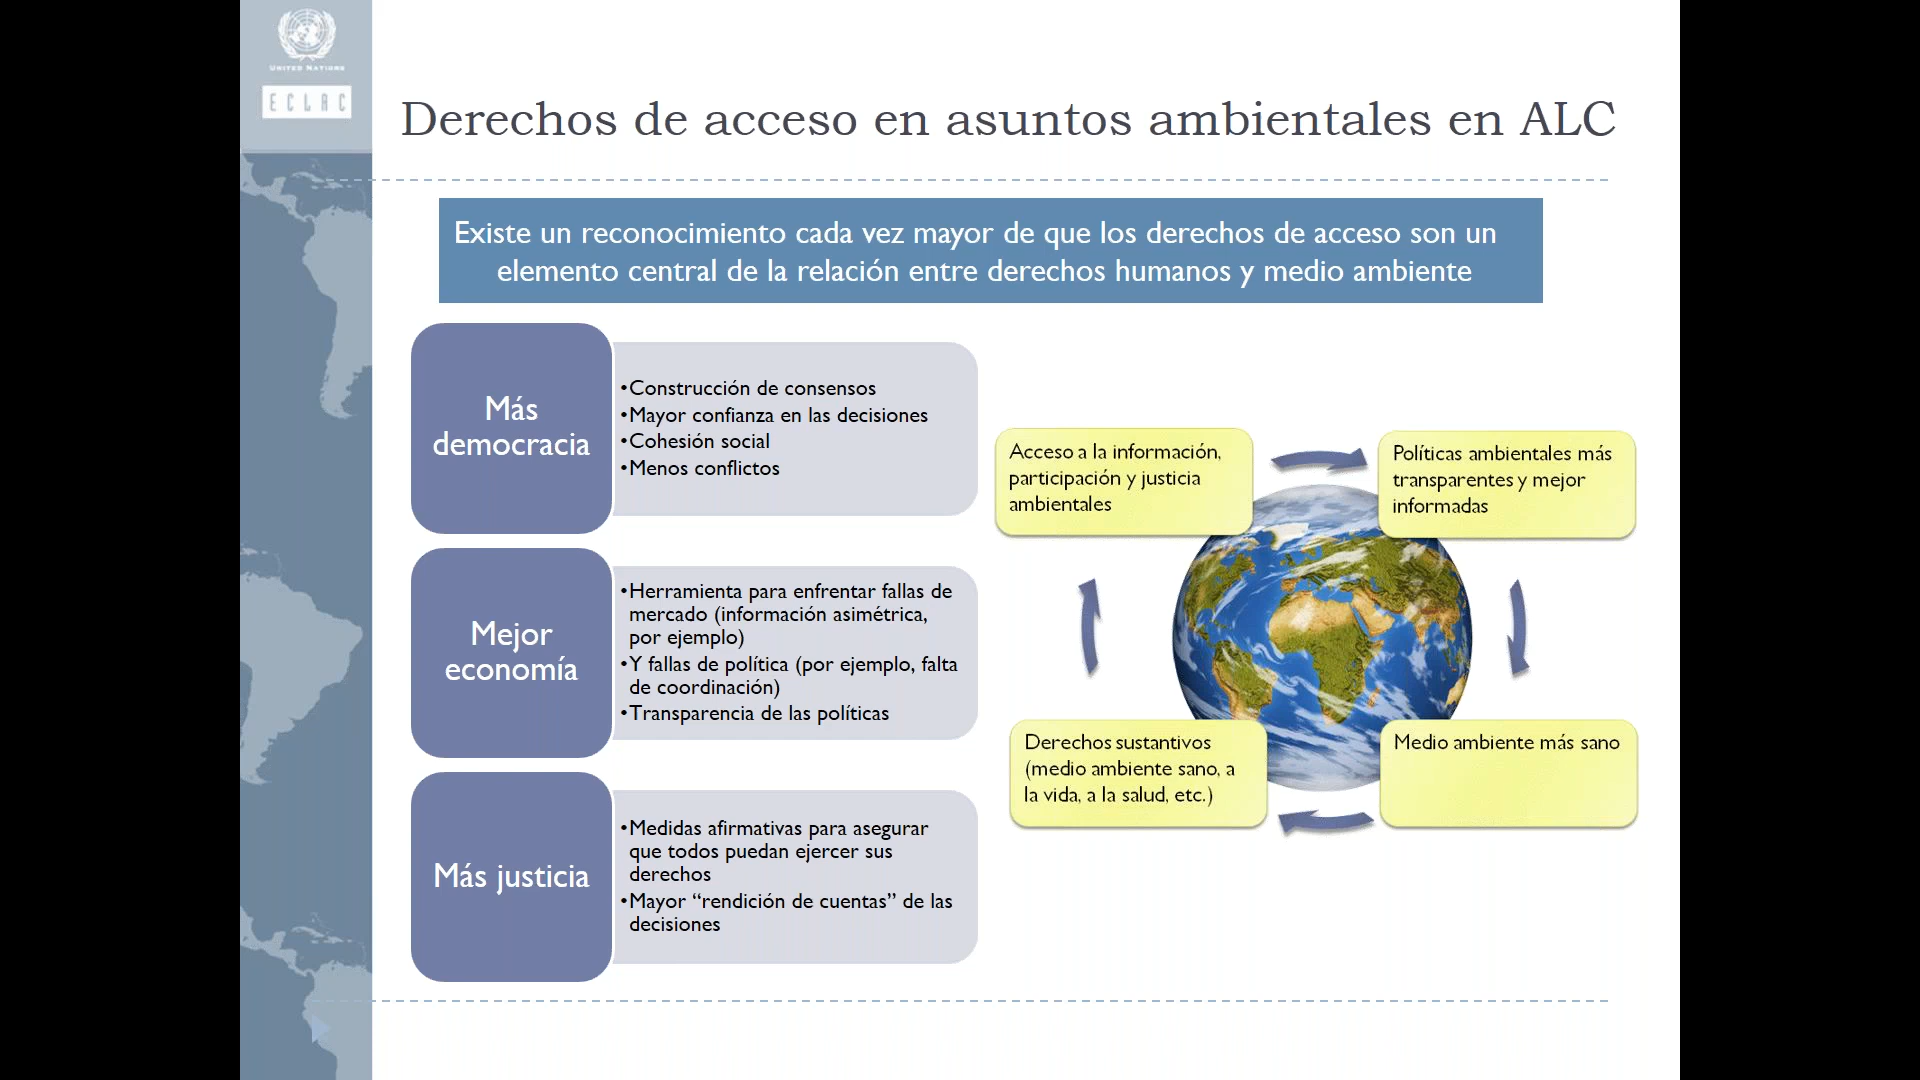 UNITED NATIONS
ECLAC
Derechos de acceso en asuntos ambientales en ALC
Existe un reconocimiento cada vez mayor de que los derechos de acceso son un
elemento central de la relación entre derechos humanos y medio ambiente
Más
democracia
•Construcción de consensos
•Mayor confianza en las decisiones
•Cohesión social
•Menos conflictos
Mejor
economía
•Herramienta para enfrentar fallas de
mercado (información asimétrica,
por ejemplo)
•Y fallas de política (por ejemplo, falta
de coordinación)
•Transparencia de las políticas
Más justicia
•Medidas afirmativas para asegurar
que todos puedan ejercer sus
derechos
•Mayor “rendición de cuentas” de las
decisiones
Acceso a la información,
participación y justicia
ambientales
Políticas ambientales más
transparentes y mejor
informadas
Derechos sustantivos
(medio ambiente sano, a
la vida, a la salud, etc.)
Medio ambiente más sano